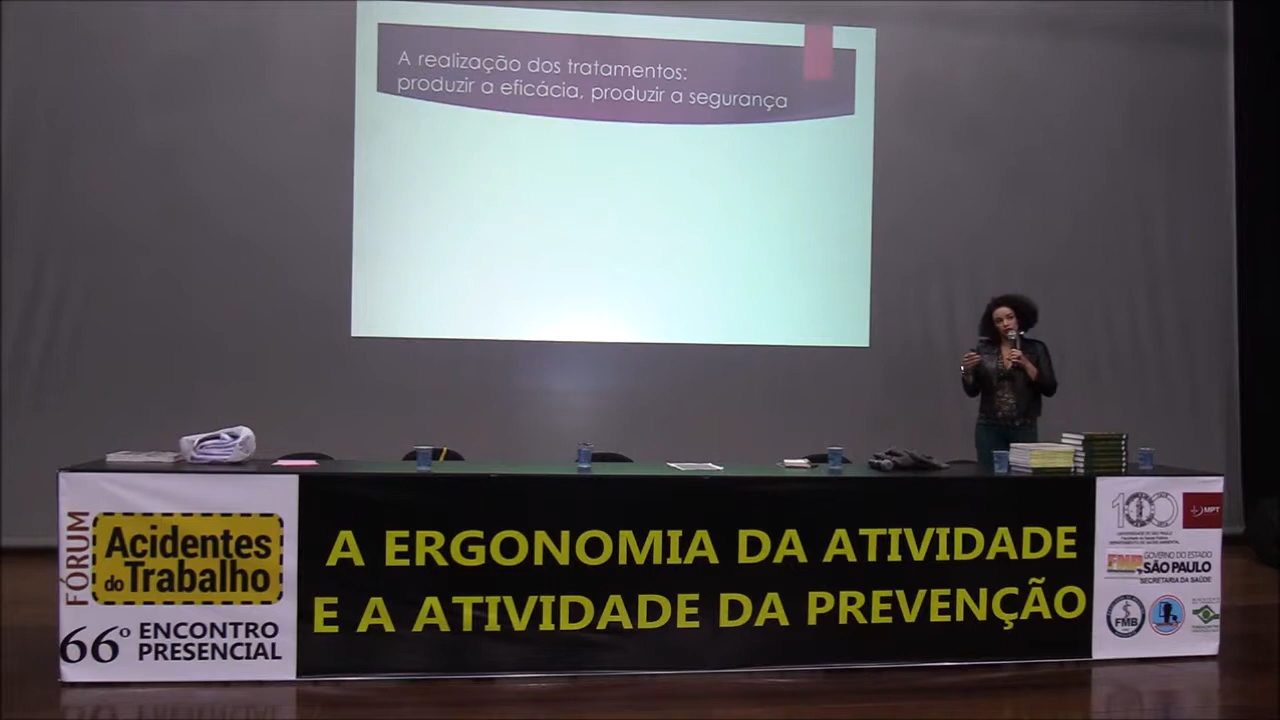 A realização dos tratamentos:
produzir a eficácia, produzir a segurança
FÓRUM
Acidentes
do Trabalho
66º ENCONTRO
PRESENCIAL
A ERGONOMIA DA ATIVIDADE
E A ATIVIDADE DA PREVENÇÃO
100
MPT
GOVERNO DO ESTADO
SÃO PAULO
SECRETARIA DA SAÚDE
FMB